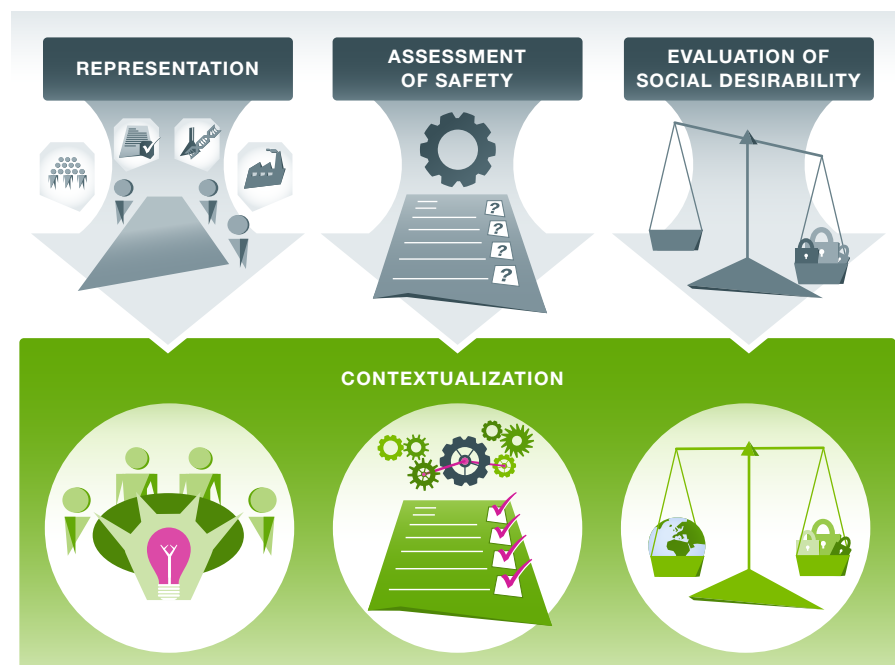 REPRESENTATION
ASSESSMENT
OF SAFETY
EVALUATION OF
SOCIAL DESIRABILITY
?
?
?
?
CONTEXTUALIZATION